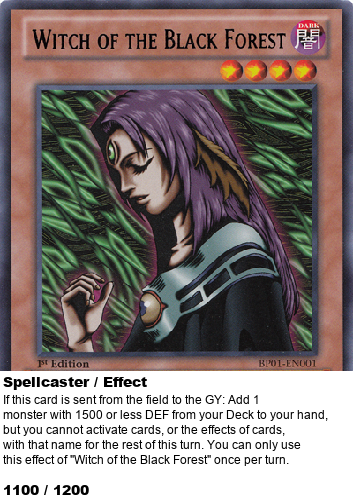 WITCH OF THE BLACK FOREST
DARK
闇
1st Edition
BP01-EN001
Spellcaster / Effect
If this card is sent from the field to the GY: Add 1
monster with 1500 or less DEF from your Deck to your hand,
but you cannot activate cards, or the effects of cards,
with that name for the rest of this turn. You can only use
this effect of "Witch of the Black Forest" once per turn.
1100 / 1200